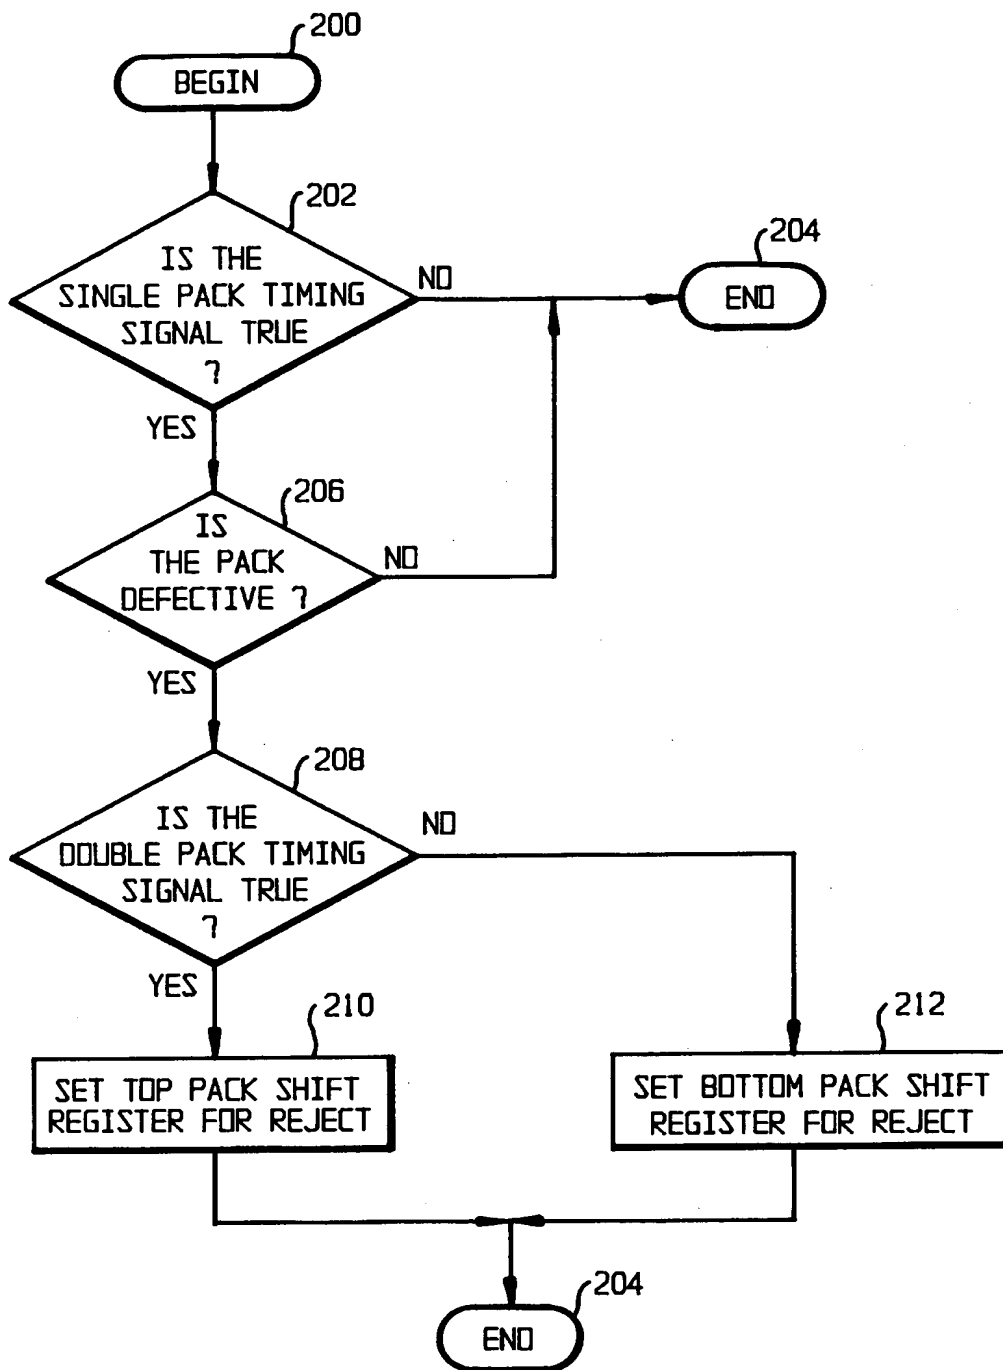 200
BEGIN
202
IS THE
SINGLE PACK TIMING
SIGNAL TRUE
?
NO
204
END
YES
206
IS
THE PACK
DEFECTIVE ?
NO
YES
208
IS THE
DOUBLE PACK TIMING
SIGNAL TRUE
?
NO
YES
210
SET TOP PACK SHIFT
REGISTER FOR REJECT
212
SET BOTTOM PACK SHIFT
REGISTER FOR REJECT
204
END